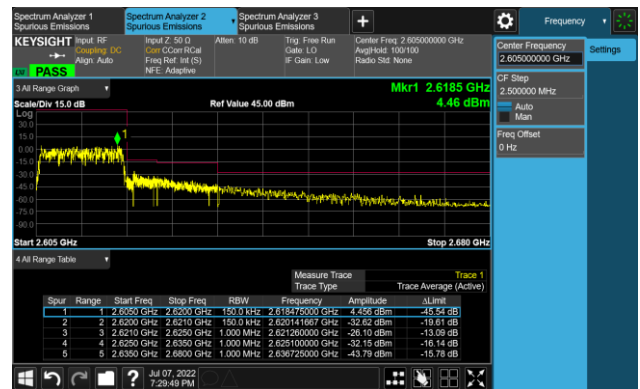 Spectrum Analyzer 1
Spurious Emissions
Spectrum Analyzer 2
Spurious Emissions
Spectrum Analyzer 3
Spurious Emissions
+
Frequency
KEYSIGHT
Input: RF
Coupling: DC
Align: Auto
Input Z: 50 Ω
Corr CCorr RCal
Freq Ref: Int (S)
NFE: Adaptive
Atten: 10 dB
Trig: Free Run
Gate: LO
IF Gain: Low
Center Freq: 2.605000000 GHz
Avg|Hold: 100/100
Radio Std: None
PASS
Center Frequency
2.605000000 GHz
Settings
CF Step
2.500000 MHz
Auto
Man
Freq Offset
0 Hz
3 All Range Graph
Mkr1 2.6185 GHz
4.46 dBm
Scale/Div 15.0 dB
Ref Value 45.00 dBm
Log
30.0
15.0
0.00
-15.0
-30.0
-45.0
-60.0
-75.0
-90.0
1
Start 2.605 GHz
Stop 2.680 GHz
4 All Range Table
Measure Trace Trace 1
Trace Type Trace Average (Active)
Spur Range Start Freq Stop Freq RBW Frequency Amplitude ΔLimit
1 1 2.6050 GHz 2.6200 GHz 150.0 kHz 2.618475000 GHz 4.456 dBm -45.54 dB
2 2 2.6200 GHz 2.6210 GHz 150.0 kHz 2.620141667 GHz -32.62 dBm -19.61 dB
3 3 2.6210 GHz 2.6250 GHz 1.000 MHz 2.621260000 GHz -26.10 dBm -13.09 dB
4 4 2.6250 GHz 2.6350 GHz 1.000 MHz 2.625100000 GHz -32.15 dBm -16.14 dB
5 5 2.6350 GHz 2.6800 GHz 1.000 MHz 2.636725000 GHz -43.79 dBm -15.78 dB
?
Jul 07, 2022
7:29:49 PM